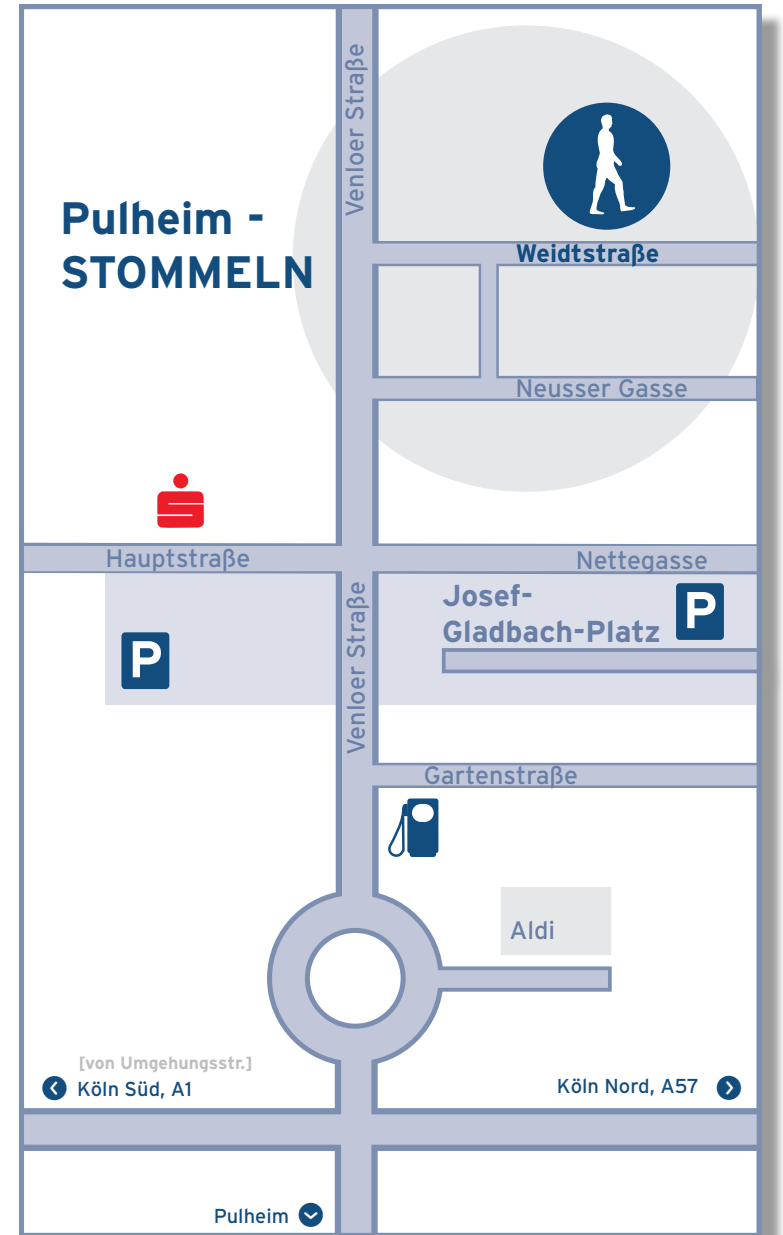 Venloer Straße
Pulheim -
STOMMELN
Weidtstraße
Neusser Gasse
Hauptstraße
Nettegasse
Josef-
Gladbach-Platz
P
P
Venloer Straße
Gartenstraße
Aldi
[von Umgehungsstr.]
Köln Süd, A1
Köln Nord, A57
Pulheim